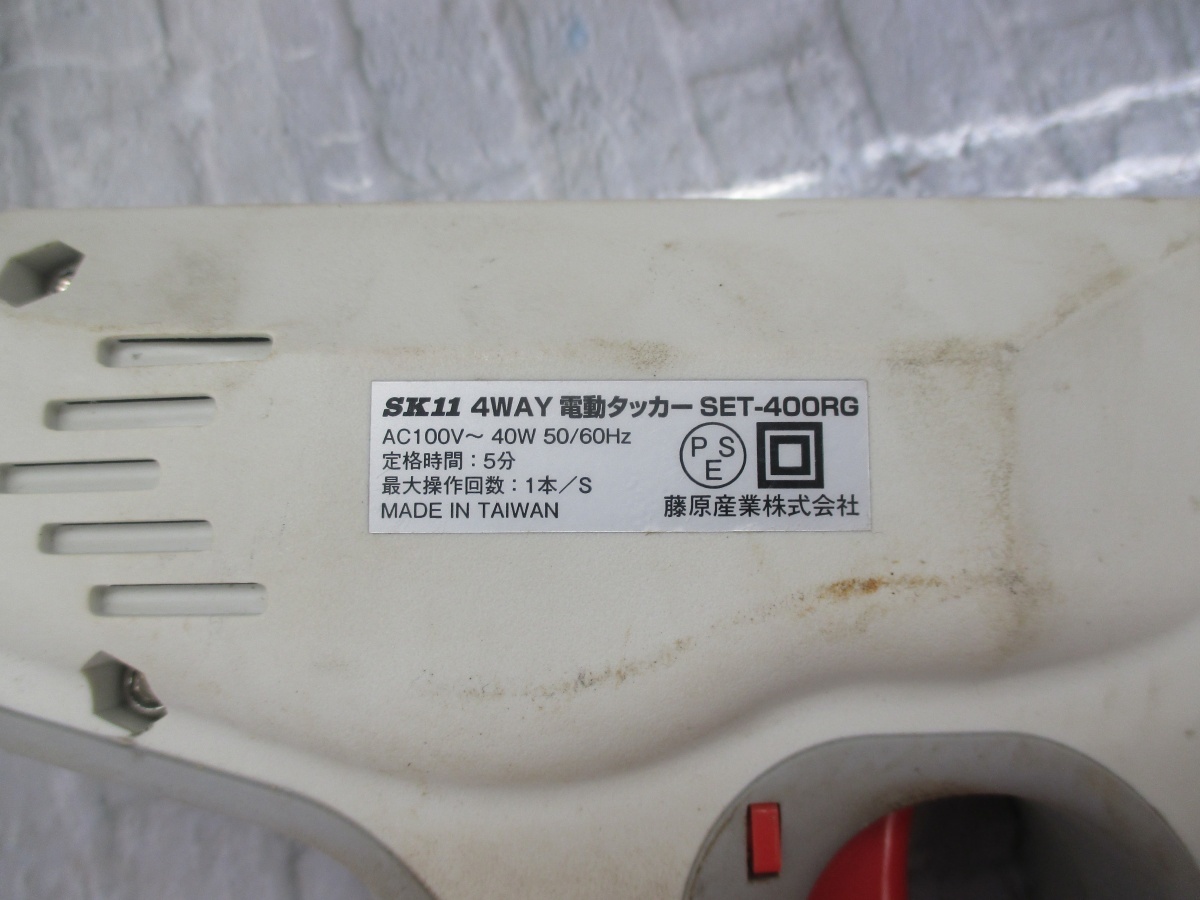 SK11 4WAY 電動タッカー SET-400RG
AC100V～ 40W 50/60Hz
定格時間：5分
最大操作回数：1本／S
MADE IN TAIWAN
PSE
藤原産業株式会社